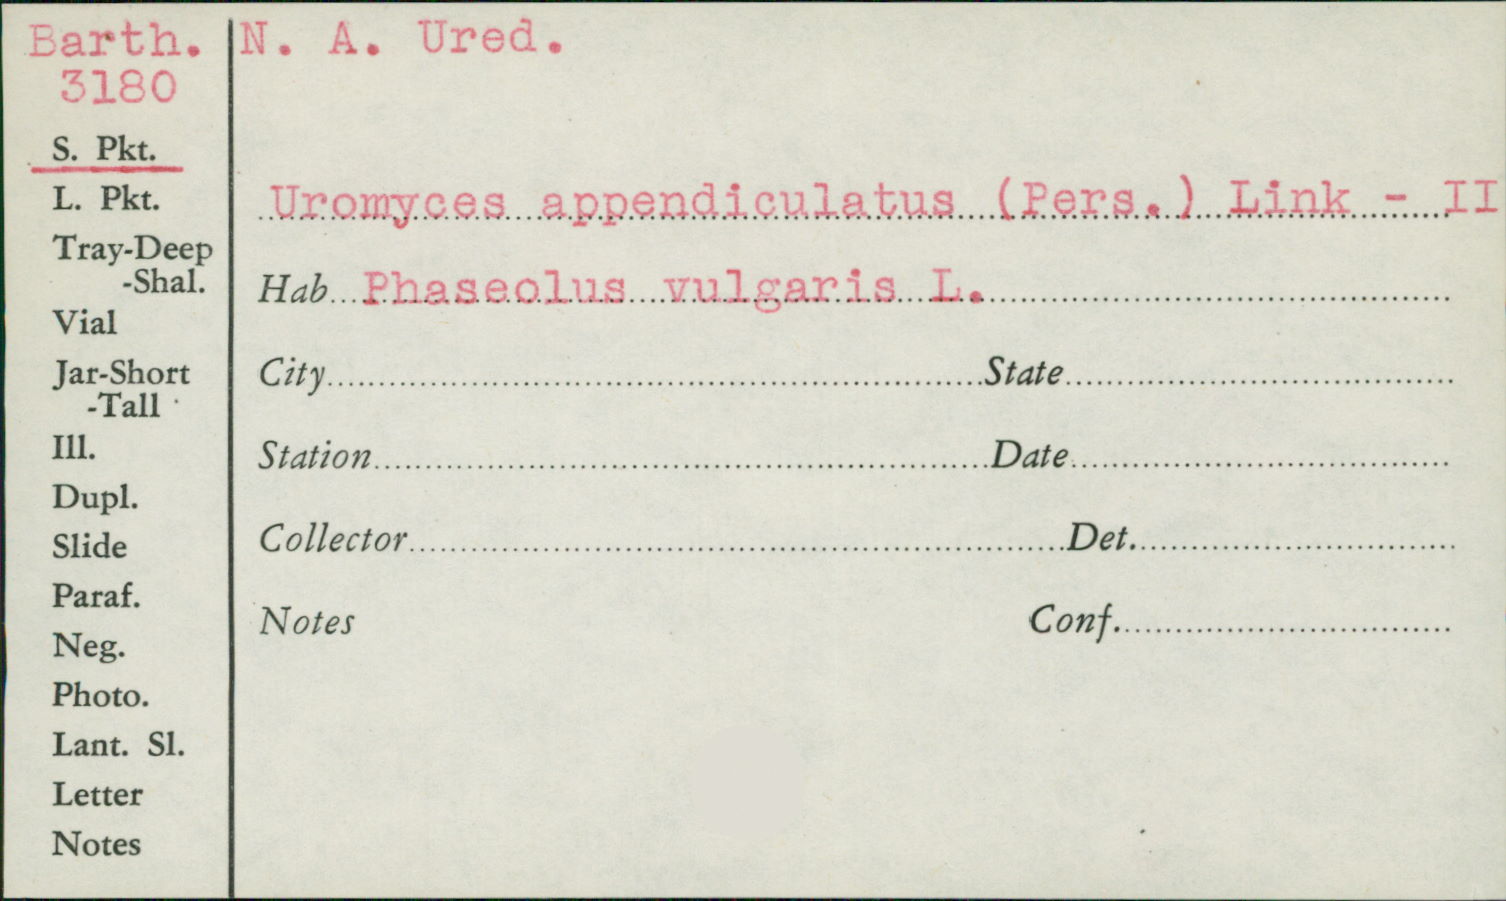 Barth. N. A. Ured.
3180
S. Pkt.
L. Pkt.
Tray-Deep
-Shal.
Vial
Jar-Short
-Tall
Ill.
Dupl.
Slide
Paraf.
Neg.
Photo.
Lant. Sl.
Letter
Notes
Uromyces appendiculatus (Pers.) Link - II
Hab Phaseolus vulgaris L.
City State
Station Date
Collector Det.
Notes Conf.